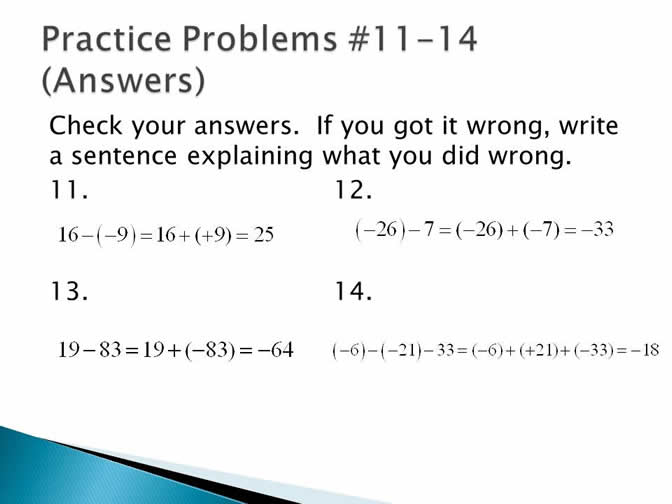 Practice Problems #11-14
(Answers)
Check your answers.  If you got it wrong, write
a sentence explaining what you did wrong.
11. 12.
16 − (−9) = 16 + (+9) = 25
(−26) − 7 = (−26) + (−7) = −33
13. 14.
19 − 83 = 19 + (−83) = −64
(−6) − (−21) − 33 = (−6) + (+21) + (−33) = −18